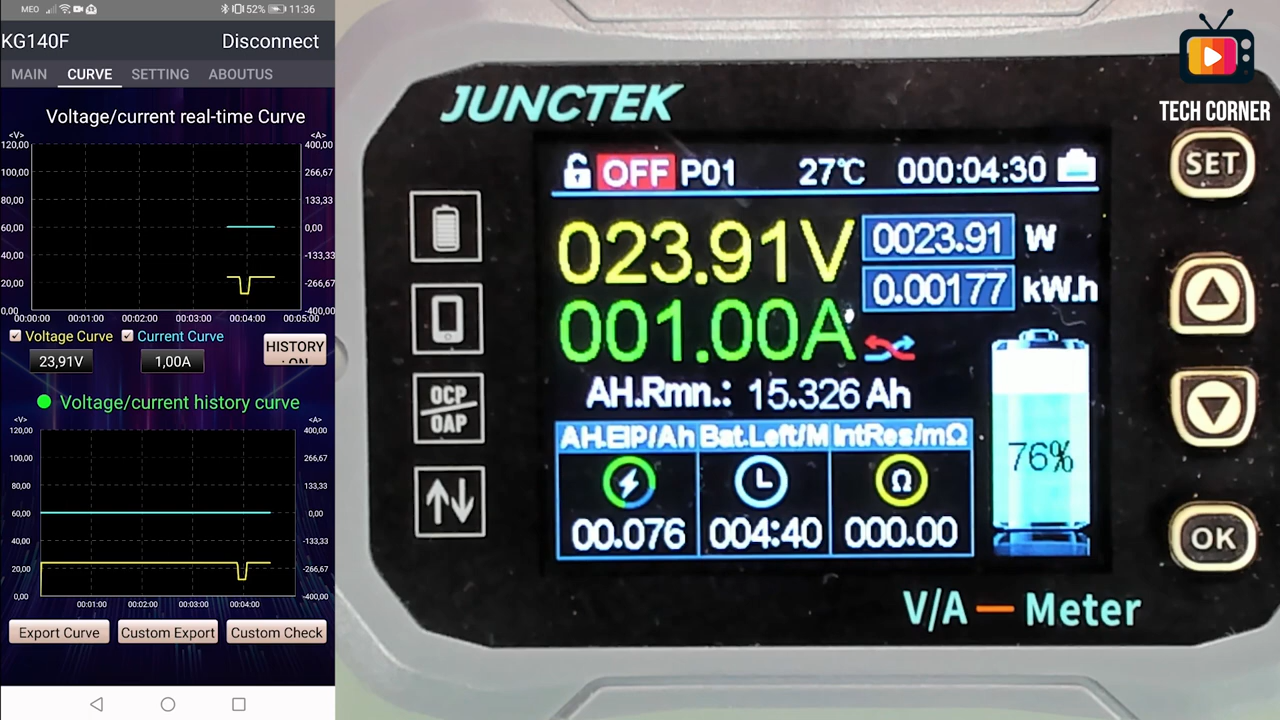 MEO 52% 11:36
KG140F Disconnect
MAIN CURVE SETTING ABOUTUS
Voltage/current real-time Curve
<V> <A>
120,00 400,00
100,00 266,67
80,00 133,33
60,00 0,00
40,00 -133,33
20,00 -266,67
0,00 -400,00
00:00:00 00:01:00 00:02:00 00:03:00 00:04:00 00:05:00
Voltage Curve Current Curve
HISTORY
23,91V 1,00A
Voltage/current history curve
<V> <A>
120,00 400,00
100,00 266,67
80,00 133,33
60,00 0,00
40,00 -133,33
20,00 -266,67
0,00 -400,00
00:01:00 00:02:00 00:03:00 00:04:00
Export Curve Custom Export Custom Check
JUNCTEK
OFF P01 27℃ 000:04:30
023.91V 0023.91 W
001.00A 0.00177 kW.h
AH.Rmn.: 15.326 Ah
AH.ElP/Ah Bat.Left/M IntRes/mΩ
Ω
00.076 004:40 000.00
76%
OCP
OAP
V/A — Meter
TECH CORNER
SET
OK